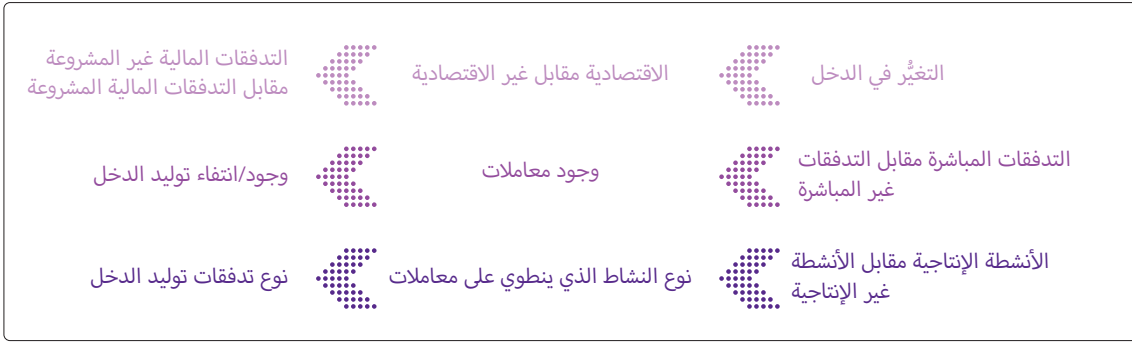 التغيُّر في الدخل
الاقتصادية مقابل غير الاقتصادية
التدفقات المالية غير المشروعة
مقابل التدفقات المالية المشروعة
التدفقات المباشرة مقابل التدفقات
غير المباشرة
وجود معاملات
وجود/انتفاء توليد الدخل
الأنشطة الإنتاجية مقابل الأنشطة
غير الإنتاجية
نوع النشاط الذي ينطوي على معاملات
نوع تدفقات توليد الدخل